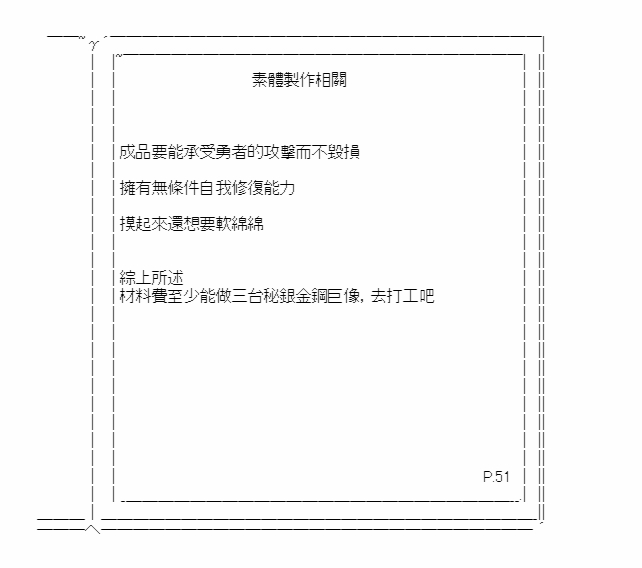 素體製作相關
成品要能承受勇者的攻擊而不毀損
擁有無條件自我修復能力
摸起來還想要軟綿綿
綜上所述
材料費至少能做三台秘銀金鋼巨像, 去打工吧
P.51